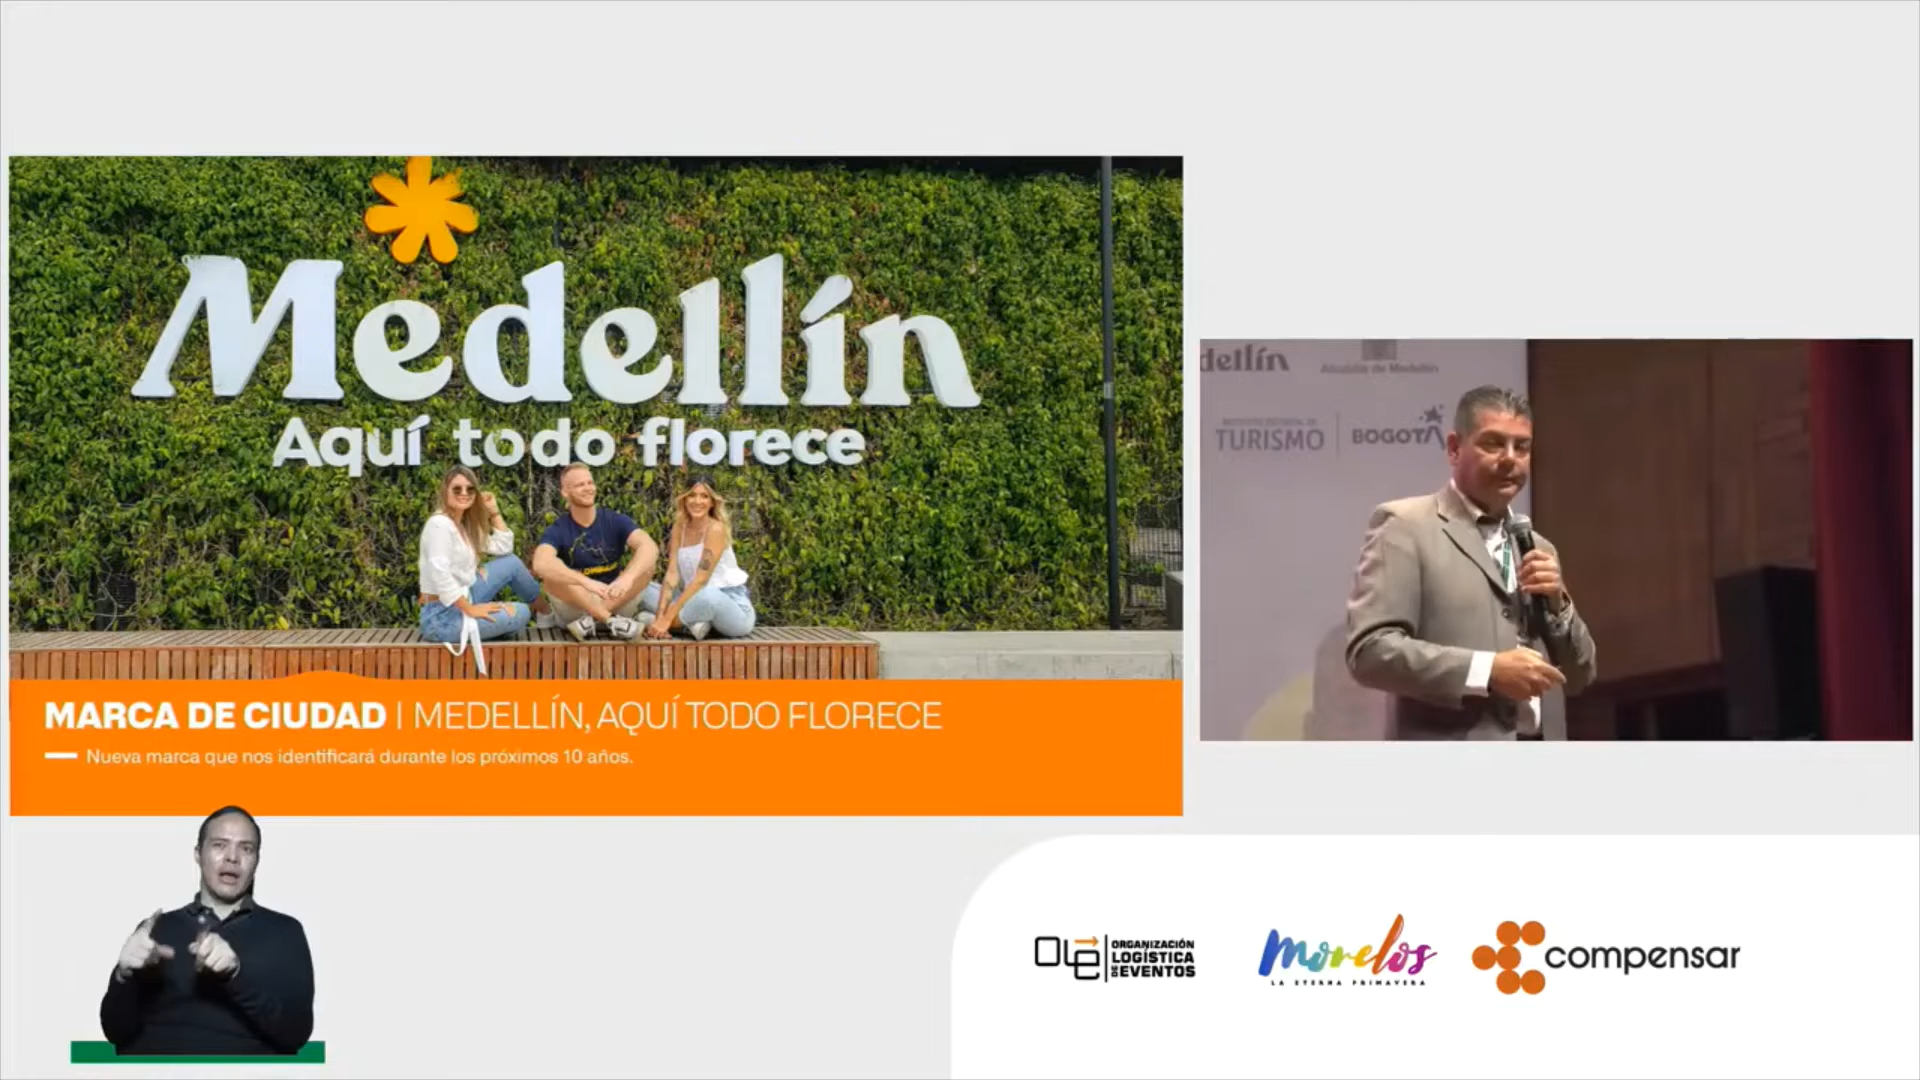 Medellín
Aquí todo florece
MARCA DE CIUDAD | MEDELLÍN, AQUÍ TODO FLORECE
Nueva marca que nos identificará durante los próximos 10 años.
dellín
Alcaldía de Medellín
TURISMO
BOGOTÁ
OLE
ORGANIZACIÓN
LOGÍSTICA
DE EVENTOS
morelos
LA ETERNA PRIMAVERA
compensar